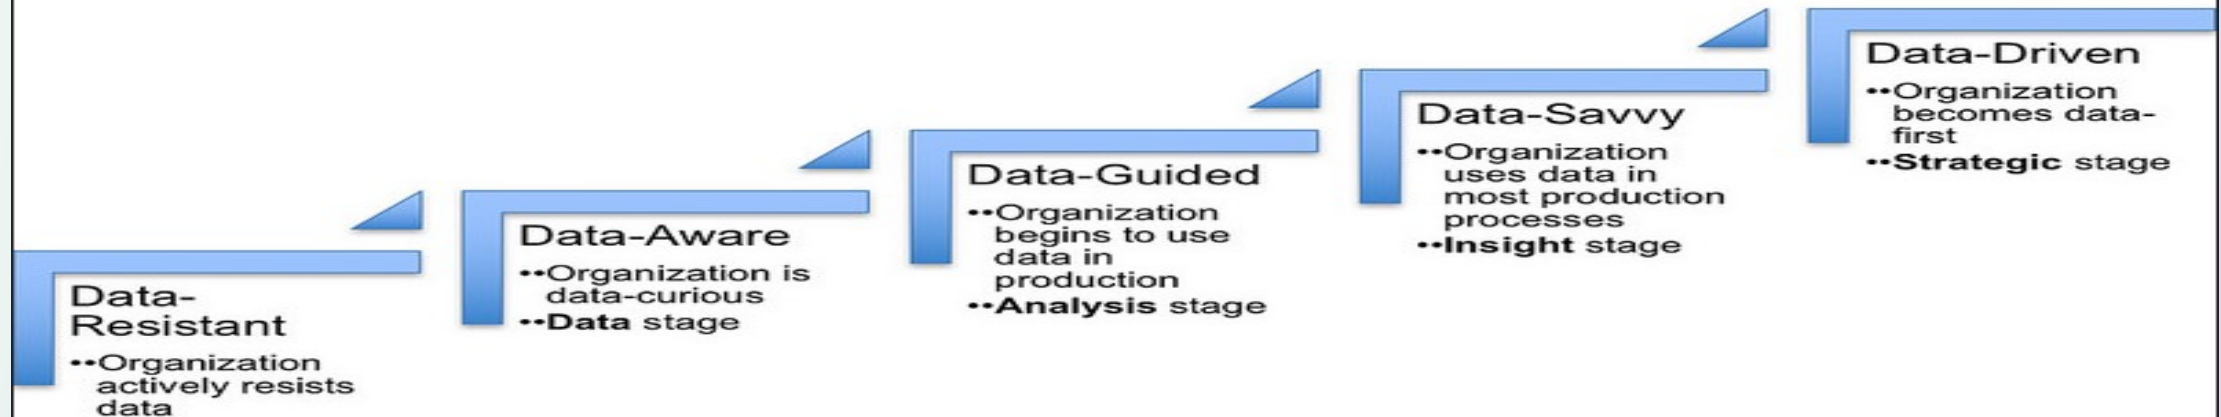 Data-
Resistant
••Organization
actively resists
data
Data-Aware
••Organization is
data-curious
••Data stage
Data-Guided
••Organization
begins to use
data in
production
••Analysis stage
Data-Savvy
••Organization
uses data in
most production
processes
••Insight stage
Data-Driven
••Organization
becomes data-
first
••Strategic stage